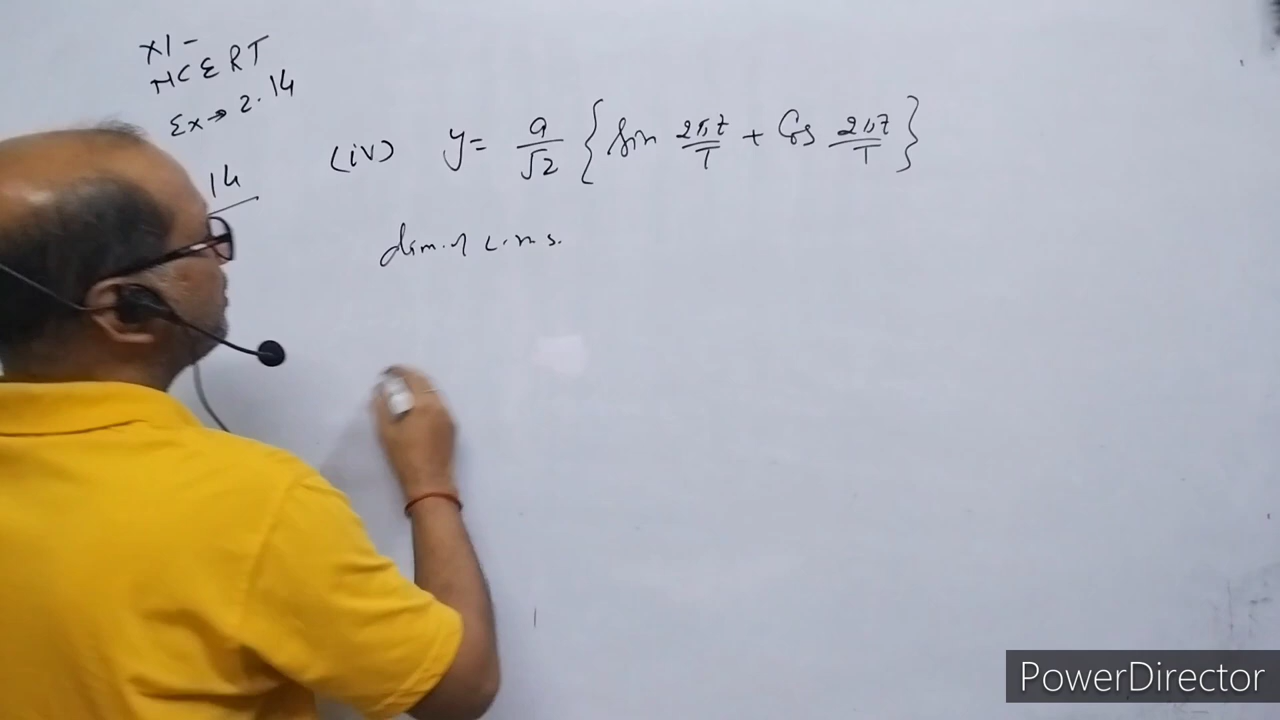 XI-
NCERT
Ex → 2.14
14
(iv) y = a/√2 { Sin 2πt/T + Cos 2πt/T }
dim. of L.H.S.
PowerDirector